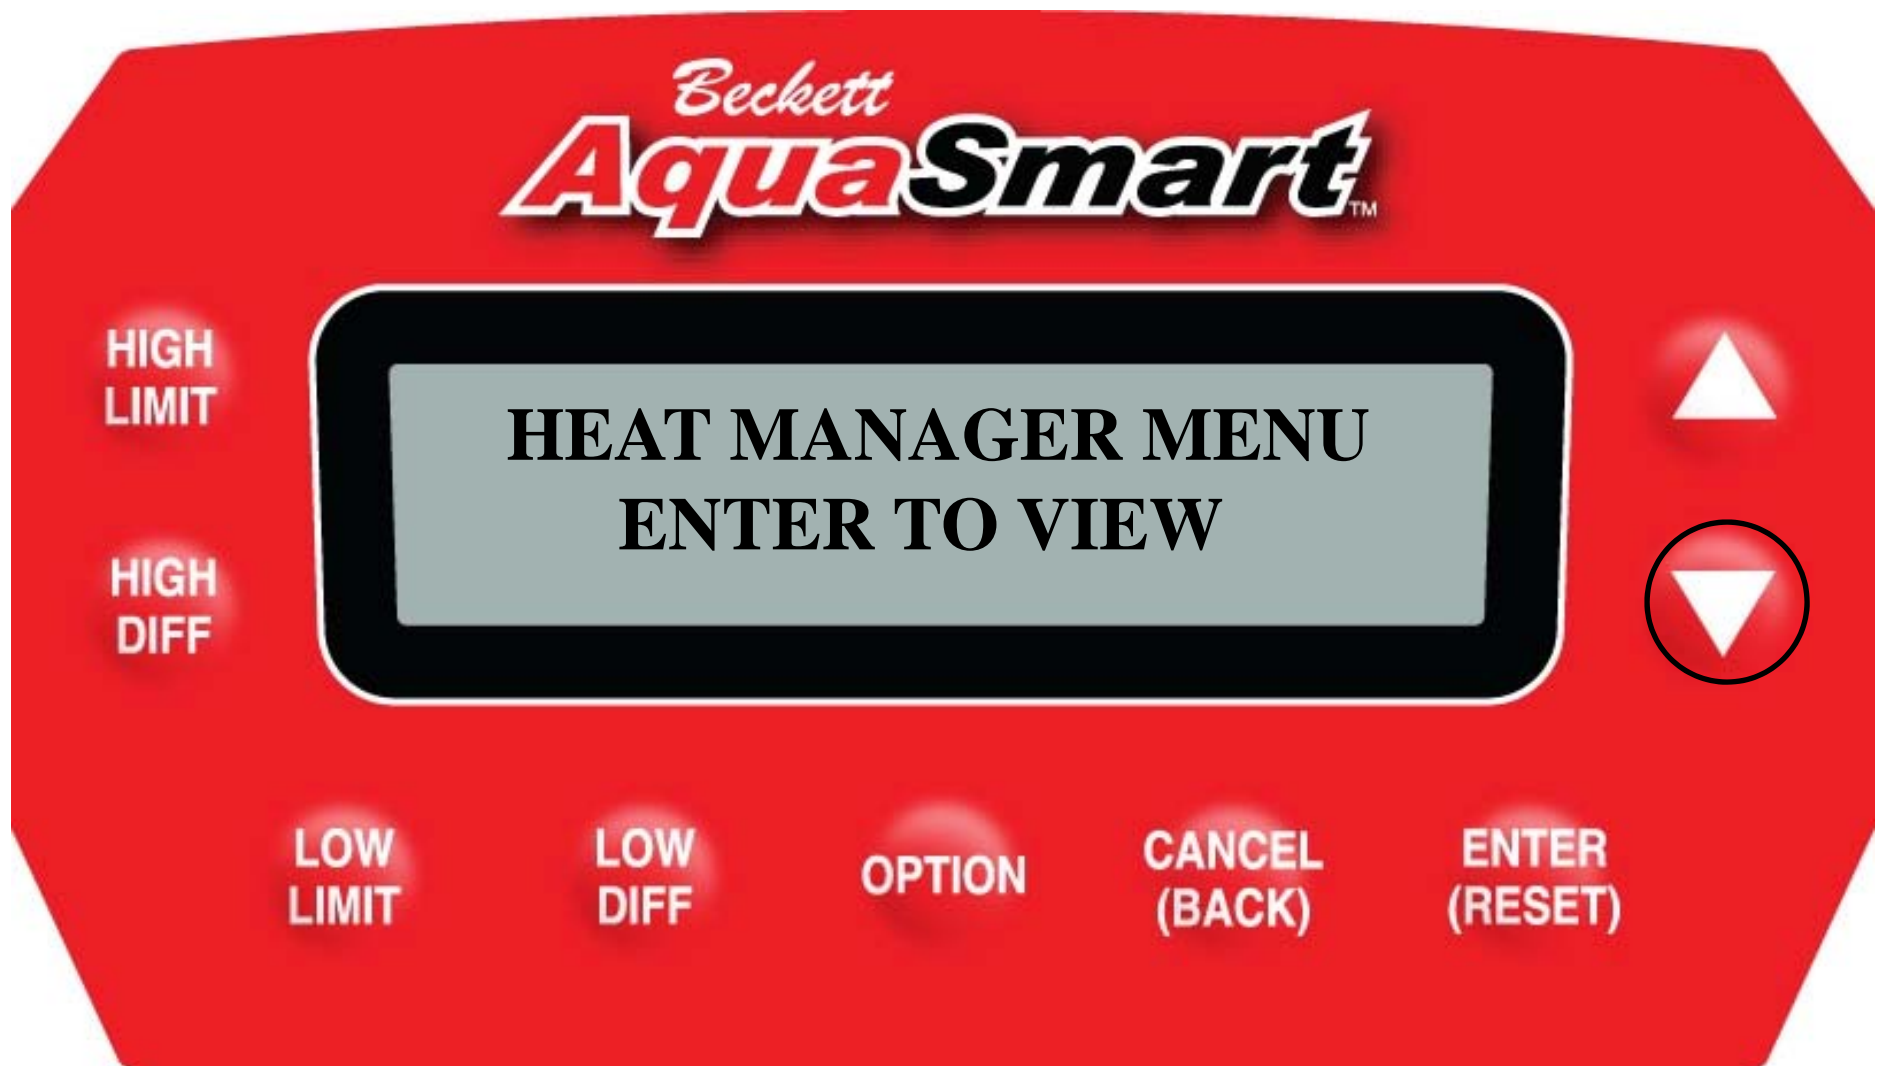 Beckett
AquaSmart™
HIGH
LIMIT
HEAT MANAGER MENU
ENTER TO VIEW
HIGH
DIFF
LOW
LIMIT
LOW
DIFF
OPTION
CANCEL
(BACK)
ENTER
(RESET)